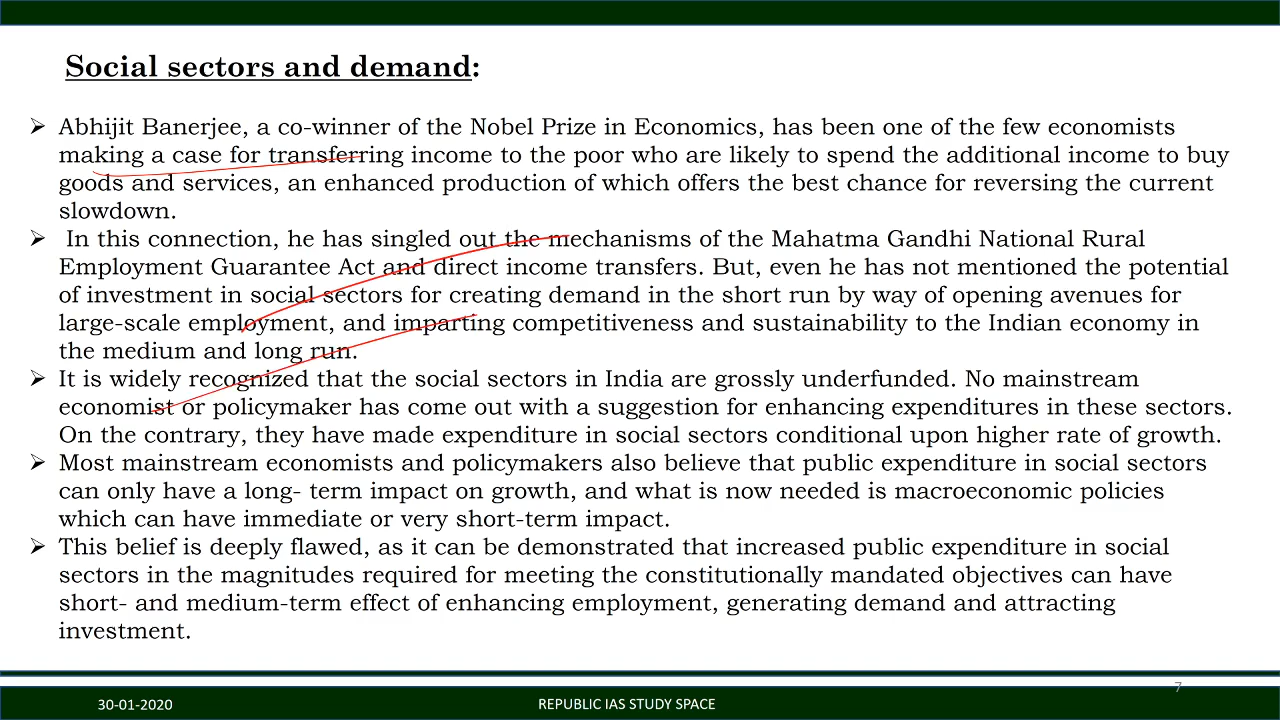 Social sectors and demand:
➢ Abhijit Banerjee, a co-winner of the Nobel Prize in Economics, has been one of the few economists
making a case for transferring income to the poor who are likely to spend the additional income to buy
goods and services, an enhanced production of which offers the best chance for reversing the current
slowdown.
➢ In this connection, he has singled out the mechanisms of the Mahatma Gandhi National Rural
Employment Guarantee Act and direct income transfers. But, even he has not mentioned the potential
of investment in social sectors for creating demand in the short run by way of opening avenues for
large-scale employment, and imparting competitiveness and sustainability to the Indian economy in
the medium and long run.
➢ It is widely recognized that the social sectors in India are grossly underfunded. No mainstream
economist or policymaker has come out with a suggestion for enhancing expenditures in these sectors.
On the contrary, they have made expenditure in social sectors conditional upon higher rate of growth.
➢ Most mainstream economists and policymakers also believe that public expenditure in social sectors
can only have a long- term impact on growth, and what is now needed is macroeconomic policies
which can have immediate or very short-term impact.
➢ This belief is deeply flawed, as it can be demonstrated that increased public expenditure in social
sectors in the magnitudes required for meeting the constitutionally mandated objectives can have
short- and medium-term effect of enhancing employment, generating demand and attracting
investment.
7
30-01-2020 REPUBLIC IAS STUDY SPACE